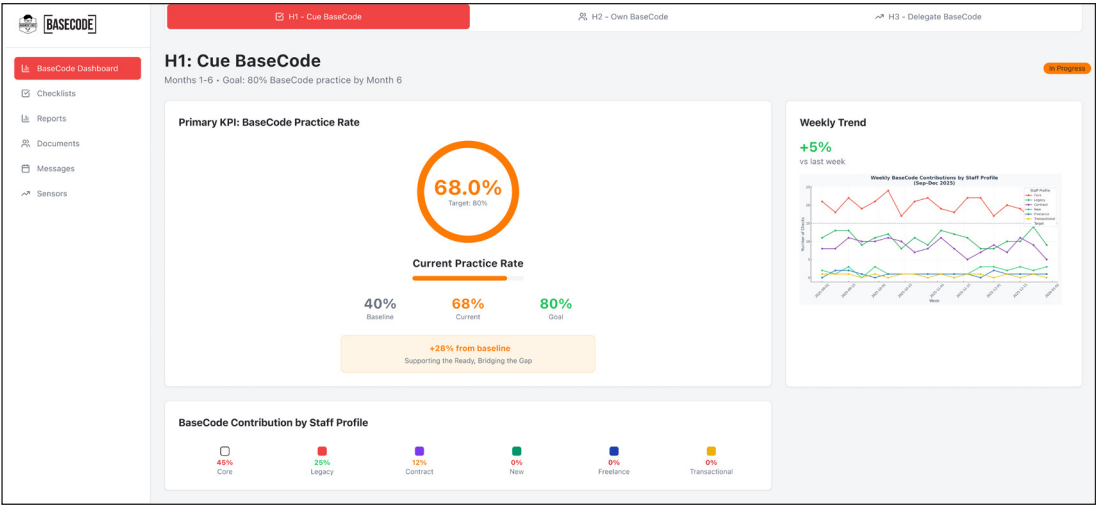 [BASECODE]
H1 - Cue BaseCode
H2 - Own BaseCode
H3 - Delegate BaseCode
BaseCode Dashboard
Checklists
Reports
Documents
Messages
Sensors
H1: Cue BaseCode
Months 1-6 • Goal: 80% BaseCode practice by Month 6
In Progress
Primary KPI: BaseCode Practice Rate
68.0%
Target: 80%
Current Practice Rate
40%
Baseline
68%
Current
80%
Goal
+28% from baseline
Supporting the Ready, Bridging the Gap
Weekly Trend
+5%
vs last week
Weekly BaseCode Contributions by Staff Profile
(Sep-Dec 2025)
Staff Profile
Core
Legacy
Contract
New
Freelance
Transactional
Target
Number of Checks
Week
BaseCode Contribution by Staff Profile
45%
Core
25%
Legacy
12%
Contract
0%
New
0%
Freelance
0%
Transactional